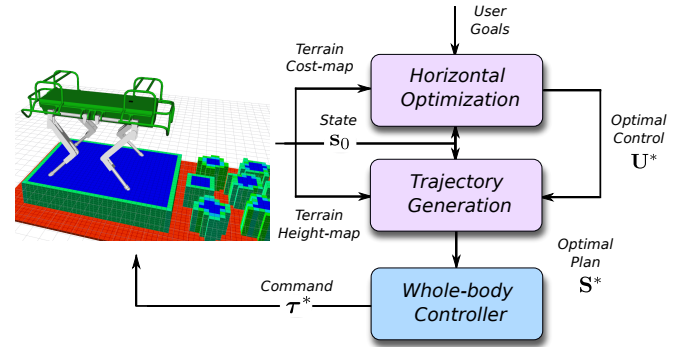 User
Goals
Terrain
Cost-map
Horizontal
Optimization
State
s₀
Optimal
Control
U*
Trajectory
Generation
Terrain
Height-map
Optimal
Plan
S*
Command
τ*
Whole-body
Controller